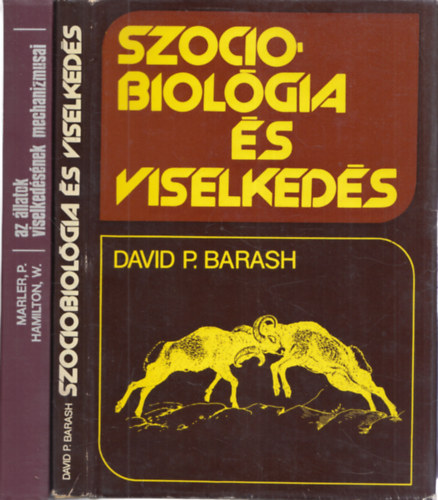 MARLER, P.
HAMILTON, W.
az állatok
viselkedésének mechanizmusai
DAVID P. BARASH SZOCIOBIOLÓGIA ÉS VISELKEDÉS
SZOCIO-
BIOLÓGIA
ÉS
VISELKEDÉS
DAVID P. BARASH